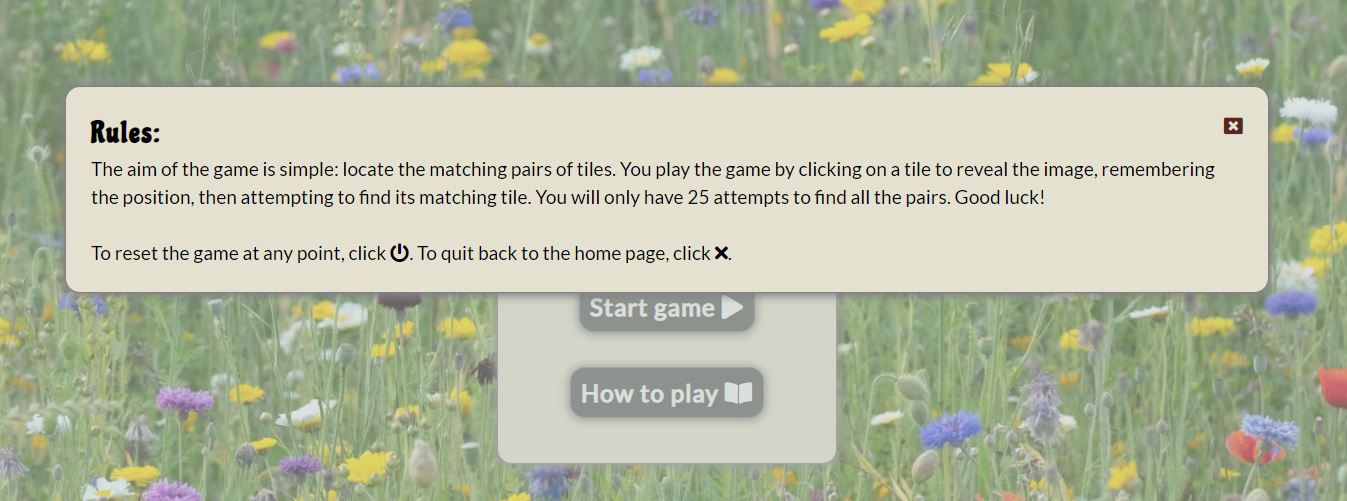 Rules:
The aim of the game is simple: locate the matching pairs of tiles. You play the game by clicking on a tile to reveal the image, remembering
the position, then attempting to find its matching tile. You will only have 25 attempts to find all the pairs. Good luck!
To reset the game at any point, click . To quit back to the home page, click .
Start game
How to play